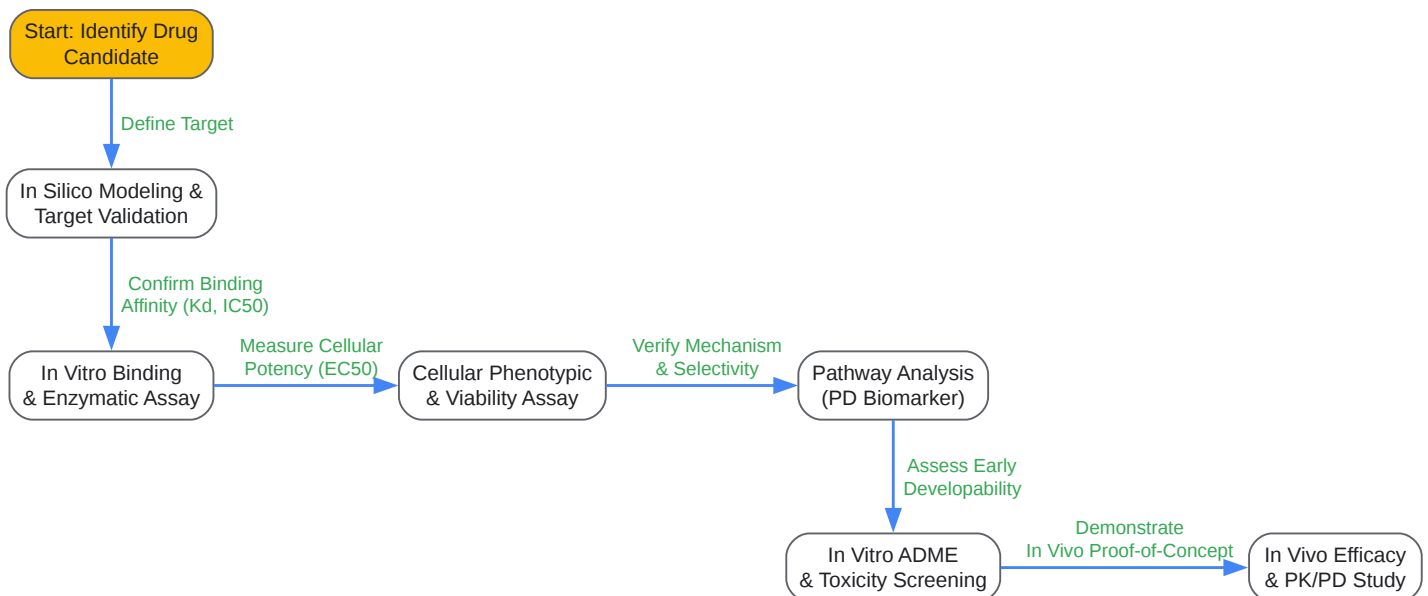 Start: Identify Drug
Candidate
Define Target
In Silico Modeling &
Target Validation
Confirm Binding
Affinity (Kd, IC50)
In Vitro Binding
& Enzymatic Assay
Measure Cellular
Potency (EC50)
Cellular Phenotypic
& Viability Assay
Verify Mechanism
& Selectivity
Pathway Analysis
(PD Biomarker)
Assess Early
Developability
In Vitro ADME
& Toxicity Screening
Demonstrate
In Vivo Proof-of-Concept
In Vivo Efficacy
& PK/PD Study